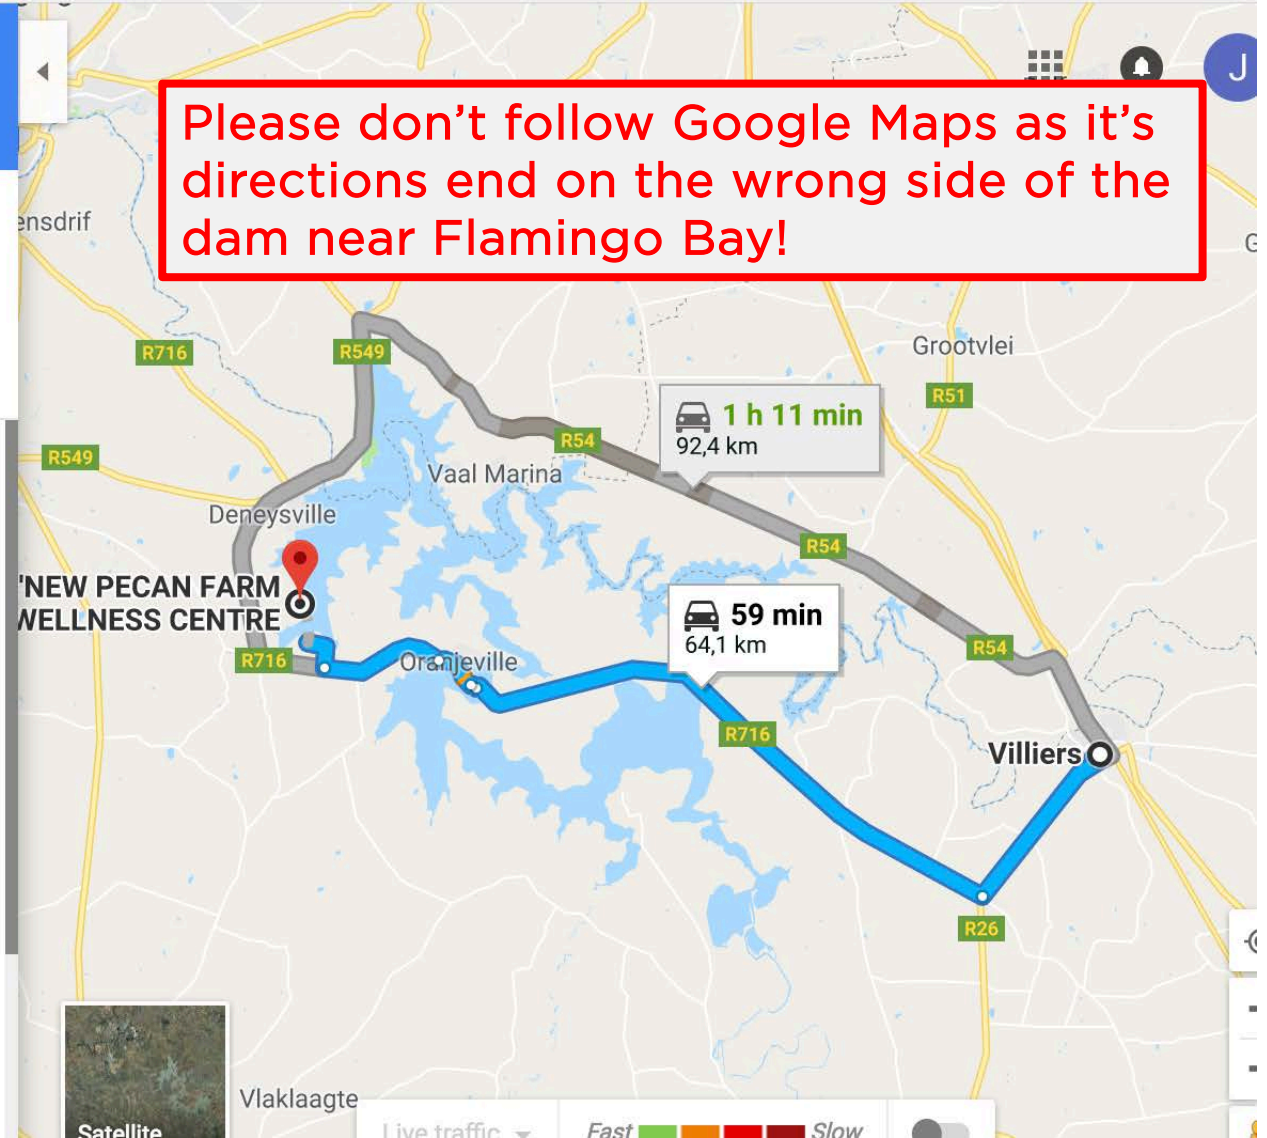 J
Please don’t follow Google Maps as it’s
directions end on the wrong side of the
dam near Flamingo Bay!
ensdrif
G
R716
R549
Grootvlei
R51
1 h 11 min
92,4 km
R54
R549
Vaal Marina
Deneysville
R54
'NEW PECAN FARM
WELLNESS CENTRE
59 min
64,1 km
R716
Oranjeville
R54
R716
Villiers
R26
Vlaklaagte
Satellite
Live traffic
Fast
Slow